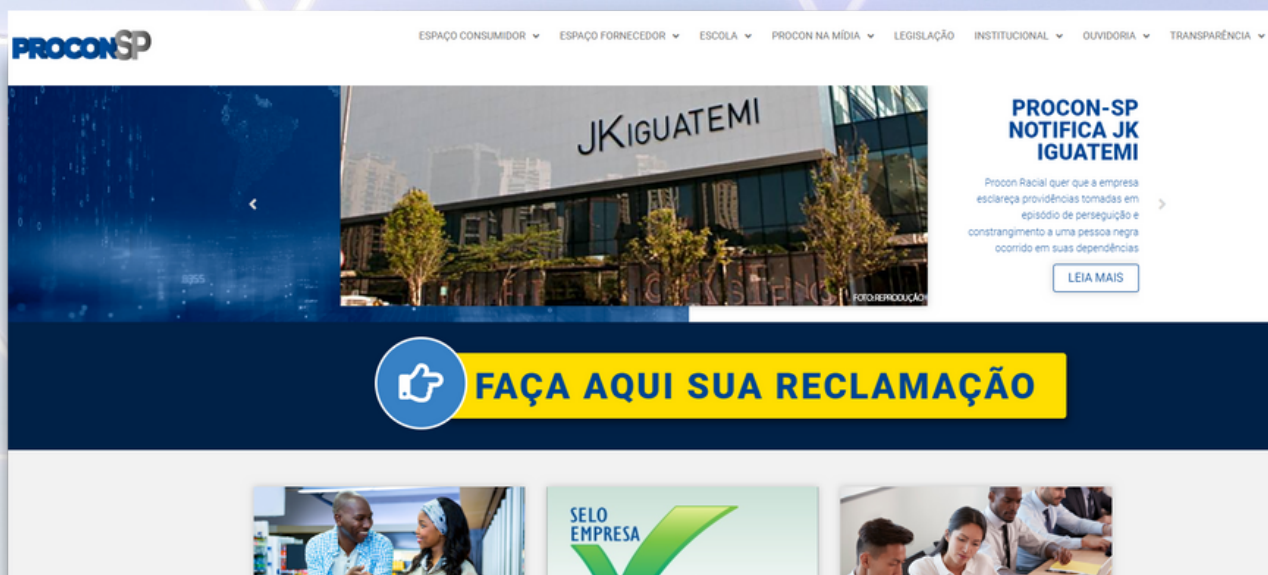 PROCONSP
ESPAÇO CONSUMIDOR
ESPAÇO FORNECEDOR
ESCOLA
PROCON NA MÍDIA
LEGISLAÇÃO
INSTITUCIONAL
OUVIDORIA
TRANSPARÊNCIA
JKIGUATEMI
FOTO:REPRODUÇÃO
PROCON-SP
NOTIFICA JK
IGUATEMI
Procon Racial quer que a empresa
esclareça providências tomadas em
episódio de perseguição e
constrangimento a uma pessoa negra
ocorrido em suas dependências
LEIA MAIS
FAÇA AQUI SUA RECLAMAÇÃO
SELO
EMPRESA